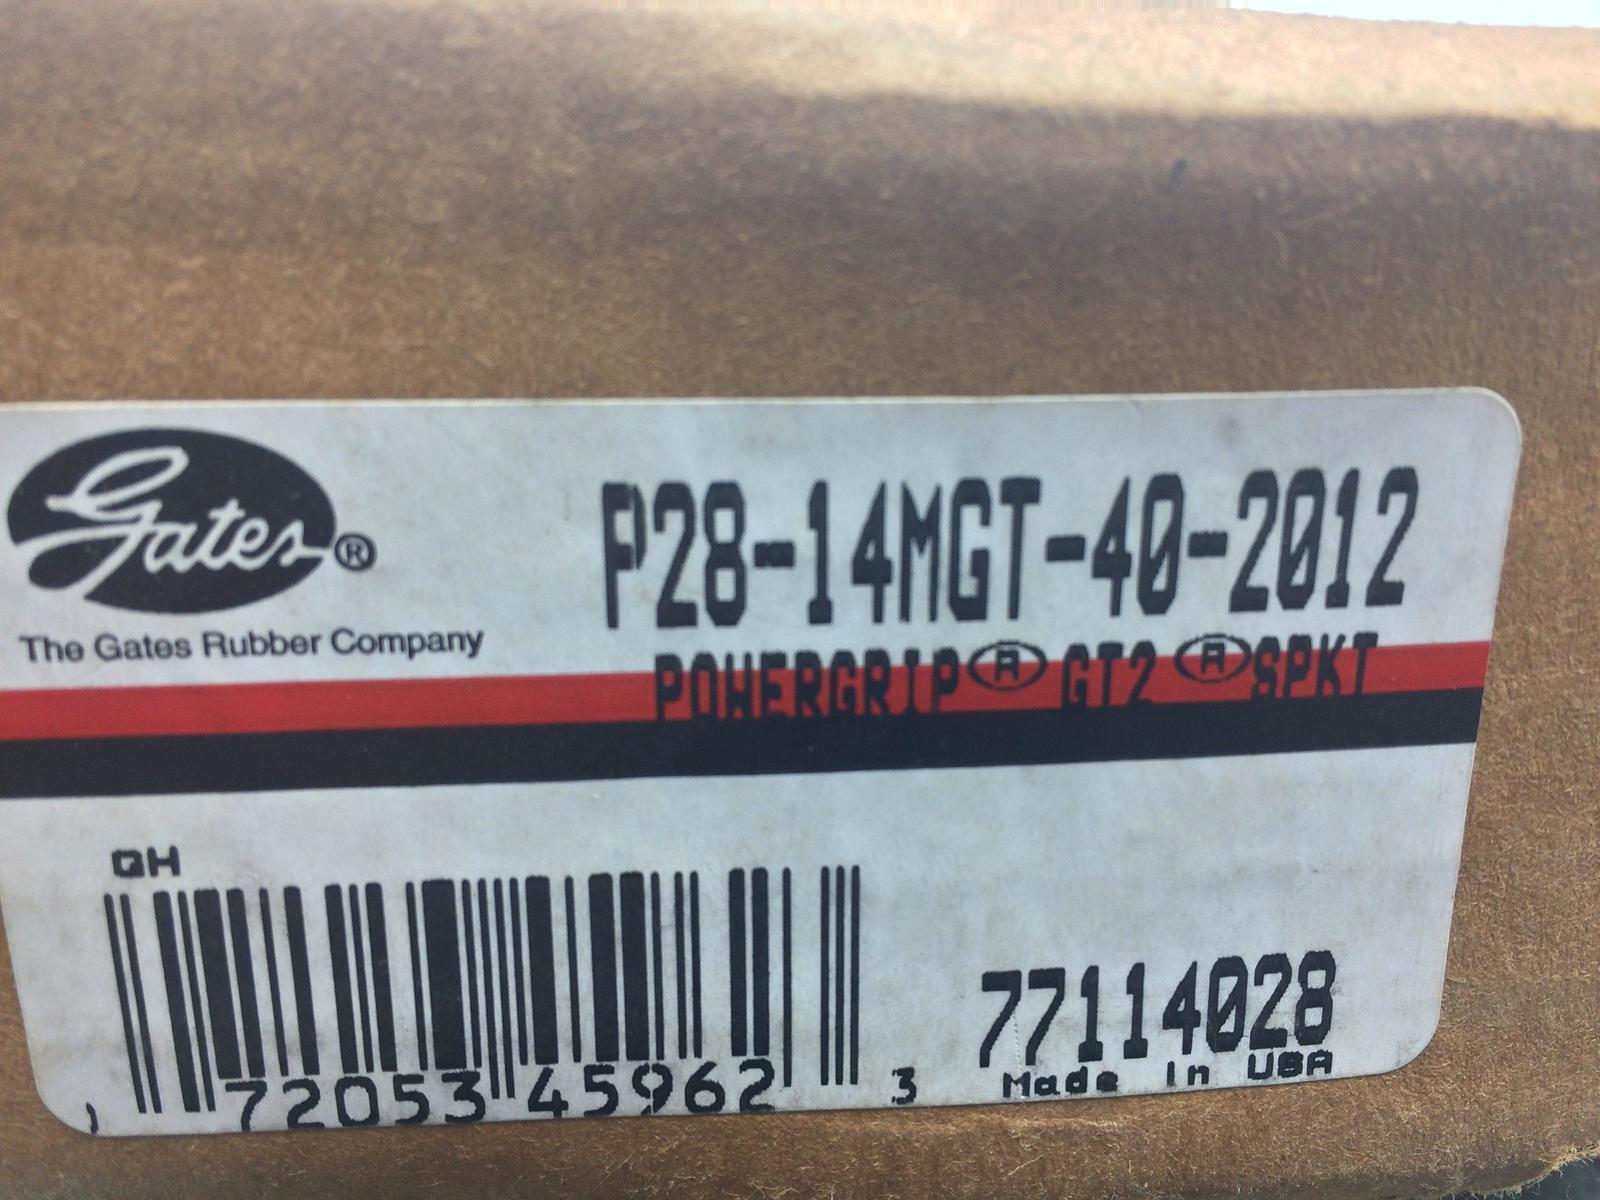 Gates®
The Gates Rubber Company
P28-14MGT-40-2012
POWERGRIP® GT2 ®SPKT
QH
72053 45962 3
77114028
Made in USA